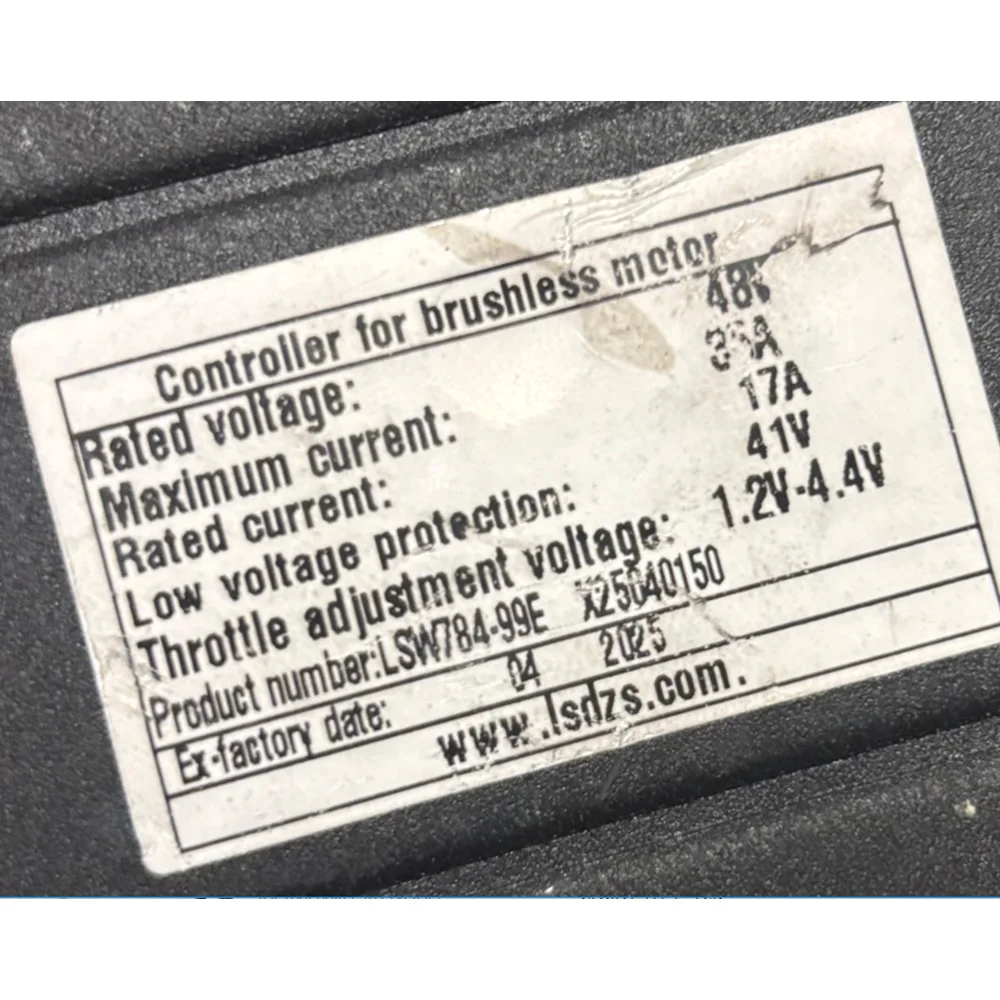 Controller for brushless motor
Rated voltage: 48V
Maximum current:
Rated current: 17A
Low voltage protection: 41V
Throttle adjustment voltage: 1.2V-4.4V
Product number:LSW784-99E X25040150
Ex-factory date: 04 2025
www.lsdzs.com.